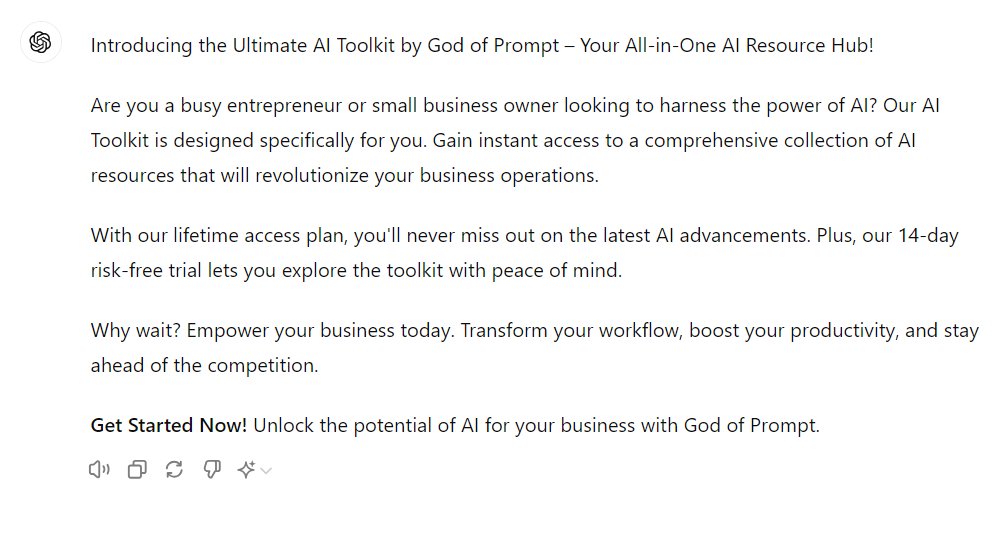 Introducing the Ultimate AI Toolkit by God of Prompt – Your All-in-One AI Resource Hub!
Are you a busy entrepreneur or small business owner looking to harness the power of AI? Our AI
Toolkit is designed specifically for you. Gain instant access to a comprehensive collection of AI
resources that will revolutionize your business operations.
With our lifetime access plan, you'll never miss out on the latest AI advancements. Plus, our 14-day
risk-free trial lets you explore the toolkit with peace of mind.
Why wait? Empower your business today. Transform your workflow, boost your productivity, and stay
ahead of the competition.
Get Started Now! Unlock the potential of AI for your business with God of Prompt.